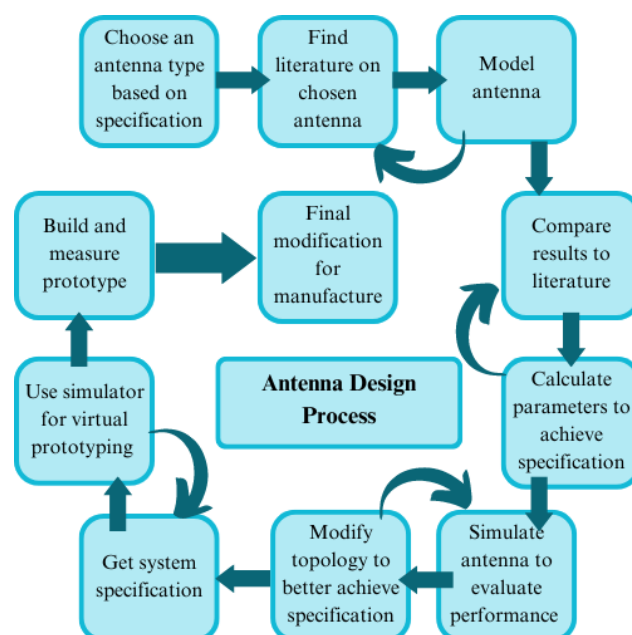 Choose an
antenna type
based on
specification
Find
literature on
chosen
antenna
Model
antenna
Compare
results to
literature
Calculate
parameters to
achieve
specification
Simulate
antenna to
evaluate
performance
Modify
topology to
better achieve
specification
Get system
specification
Use simulator
for virtual
prototyping
Build and
measure
prototype
Final
modification
for
manufacture
Antenna Design
Process